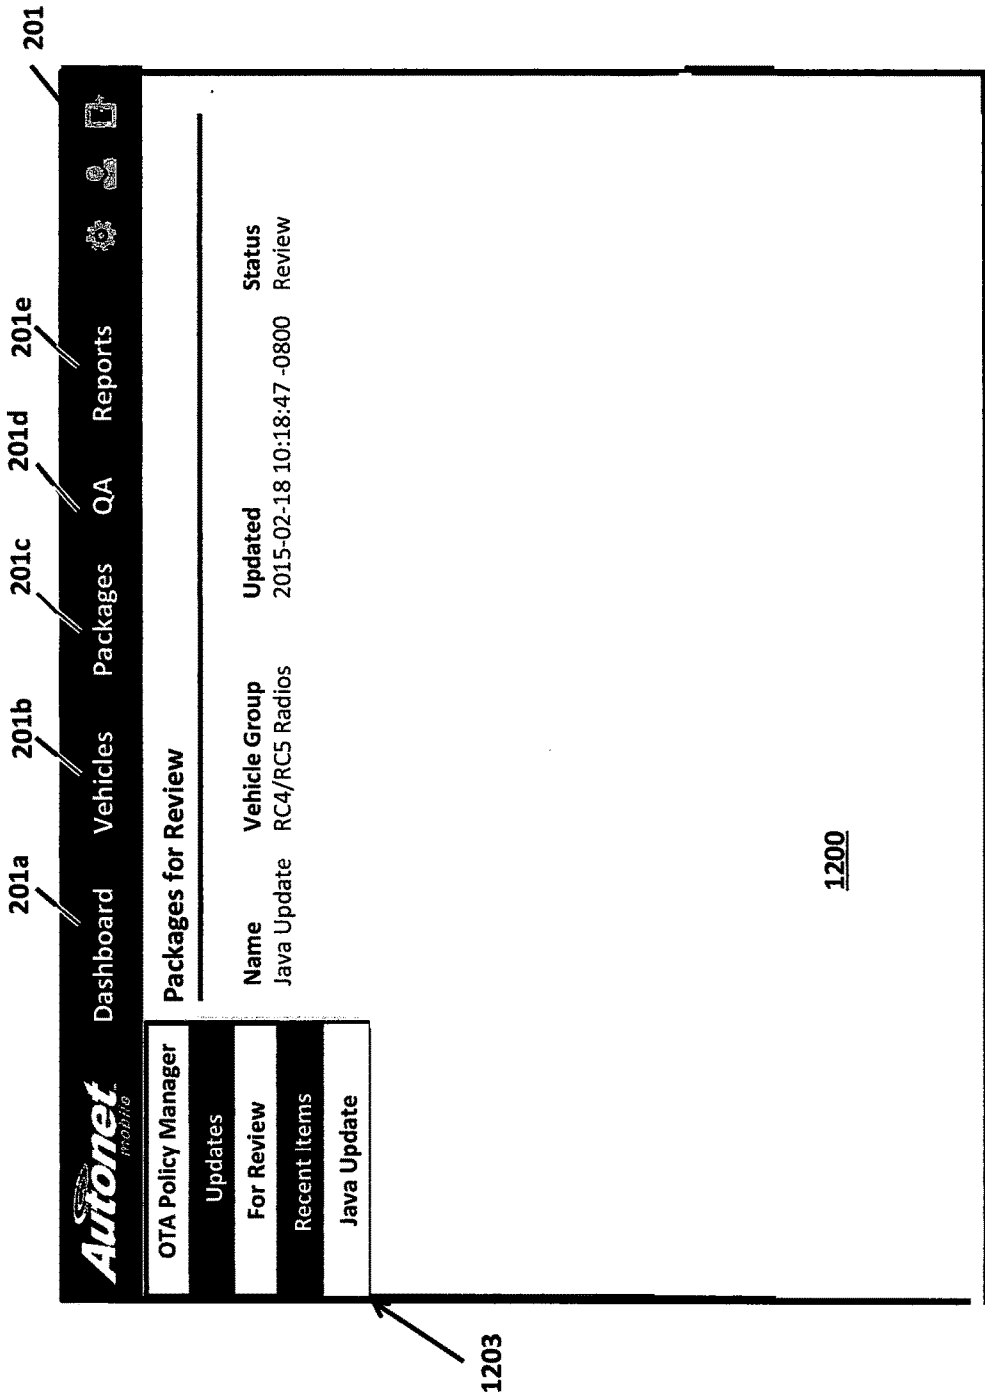 201
201a 201b 201c 201d 201e
Autonet mobile Dashboard Vehicles Packages QA Reports
OTA Policy Manager
Updates
For Review
Recent Items
Java Update
1203
Packages for Review
Name Vehicle Group Updated Status
Java Update RC4/RC5 Radios 2015-02-18 10:18:47 -0800 Review
1200